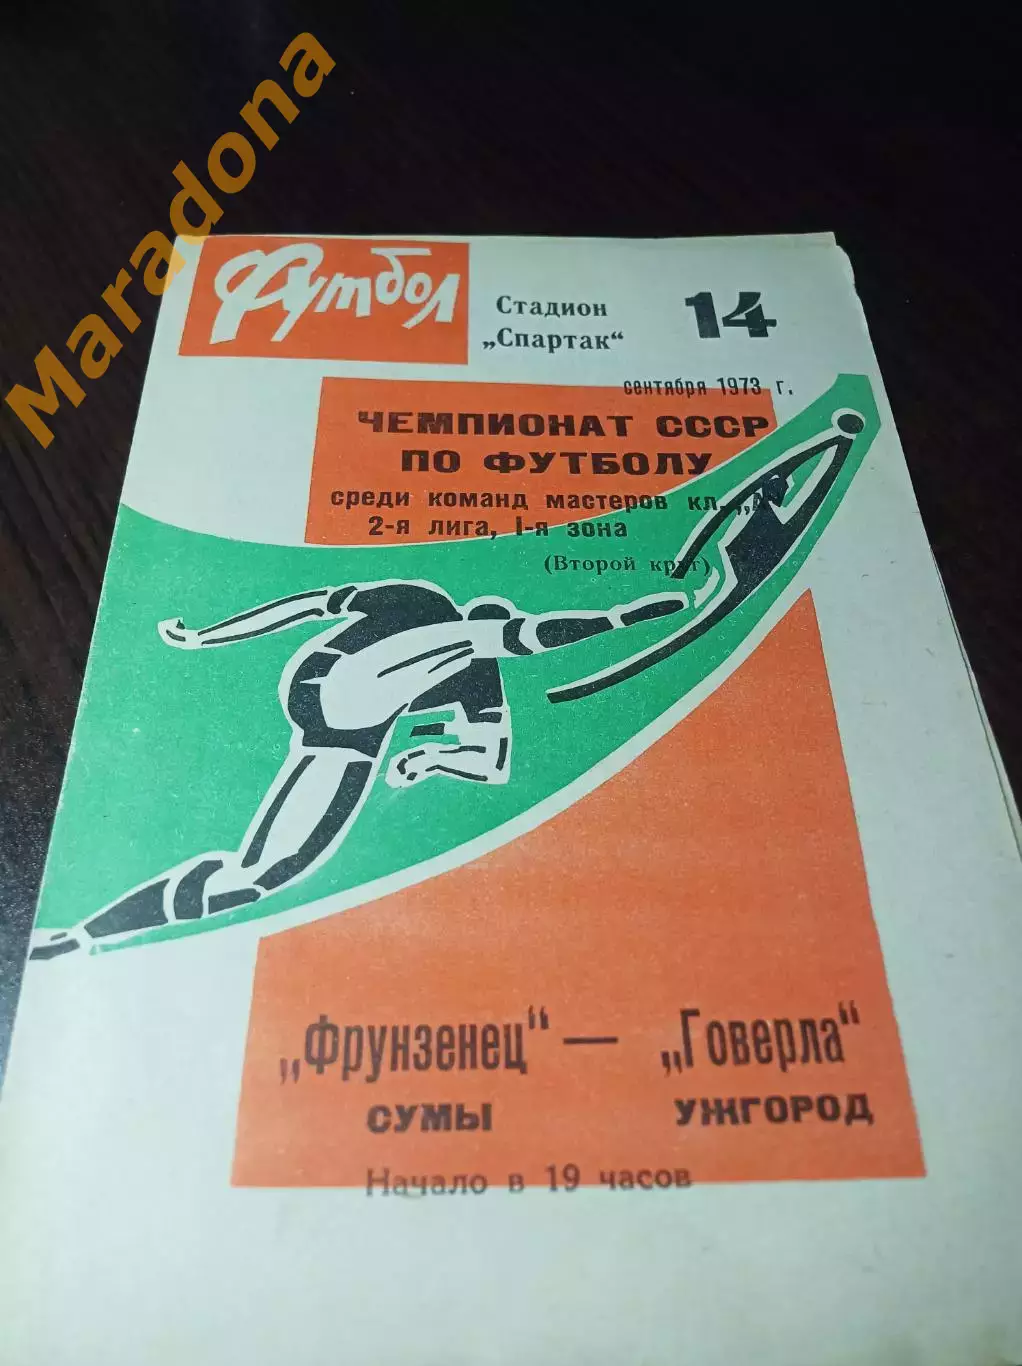 Maradona
Футбол
Стадион
„Спартак“
14
сентября 1973 г.
ЧЕМПИОНАТ СССР
ПО ФУТБОЛУ
среди команд мастеров кл. „А“
2-я лига, I-я зона
(Второй круг)
„Фрунзенец“ — „Говерла“
СУМЫ УЖГОРОД
Начало в 19 часов